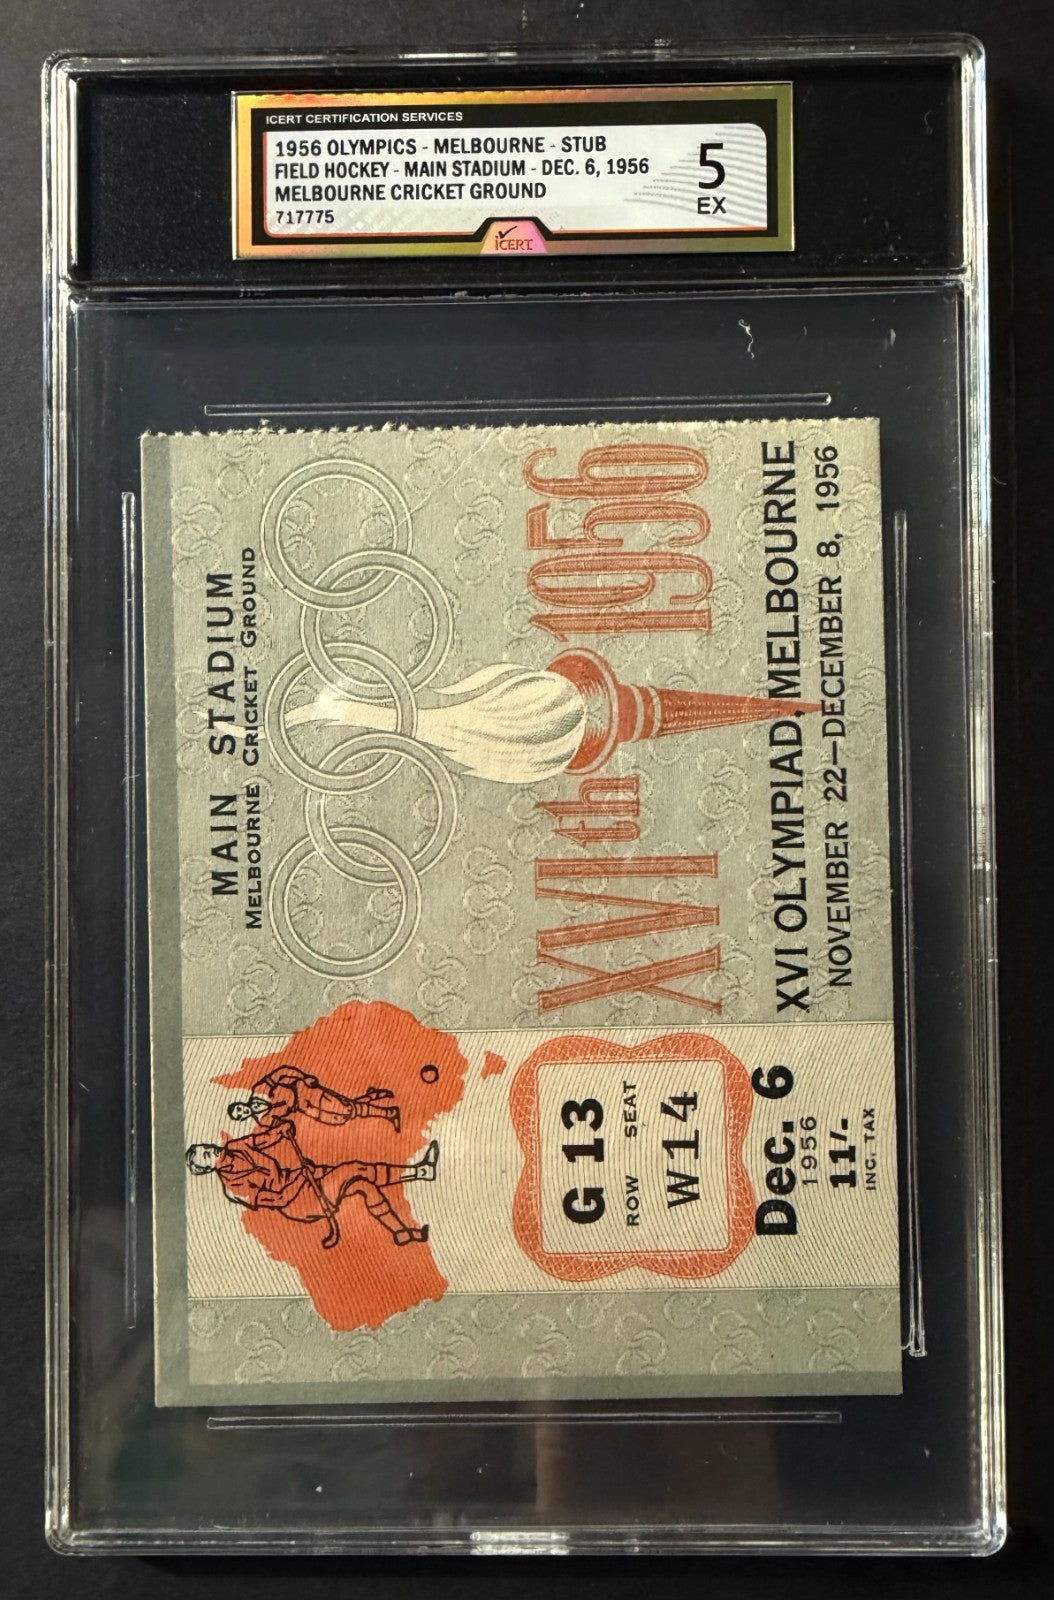 ICERT CERTIFICATION SERVICES
1956 OLYMPICS - MELBOURNE - STUB
FIELD HOCKEY - MAIN STADIUM - DEC. 6, 1956
MELBOURNE CRICKET GROUND
717775
5
EX
iCERT
MAIN STADIUM
MELBOURNE CRICKET GROUND
XVIth 1956
XVI OLYMPIAD, MELBOURNE
NOVEMBER 22—DECEMBER 8, 1956
G 13
ROW SEAT
W14
Dec. 6
1956
11/-
INC. TAX